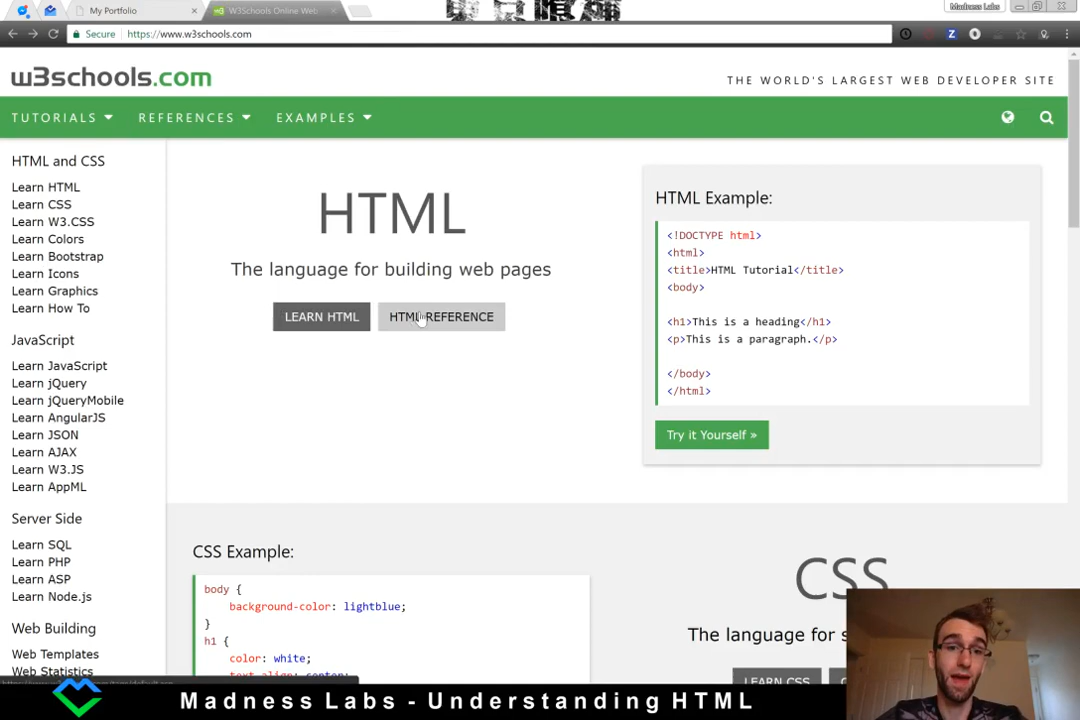 My Portfolio
W3Schools Online Web
Madness Labs
Secure
https://www.w3schools.com
w3schools.com
THE WORLD'S LARGEST WEB DEVELOPER SITE
TUTORIALS
REFERENCES
EXAMPLES
HTML and CSS
Learn HTML
Learn CSS
Learn W3.CSS
Learn Colors
Learn Bootstrap
Learn Icons
Learn Graphics
Learn How To
JavaScript
Learn JavaScript
Learn jQuery
Learn jQueryMobile
Learn AngularJS
Learn JSON
Learn AJAX
Learn W3.JS
Learn AppML
Server Side
Learn SQL
Learn PHP
Learn ASP
Learn Node.js
Web Building
Web Templates
Web Statistics
HTML
The language for building web pages
LEARN HTML
HTML REFERENCE
HTML Example:
<!DOCTYPE html>
<html>
<title>HTML Tutorial</title>
<body>
<h1>This is a heading</h1>
<p>This is a paragraph.</p>
</body>
</html>
Try it Yourself »
CSS Example:
body {
background-color: lightblue;
}
h1 {
color: white;
text-align: center;
CSS
The language for
LEARN CSS
Madness Labs - Understanding HTML